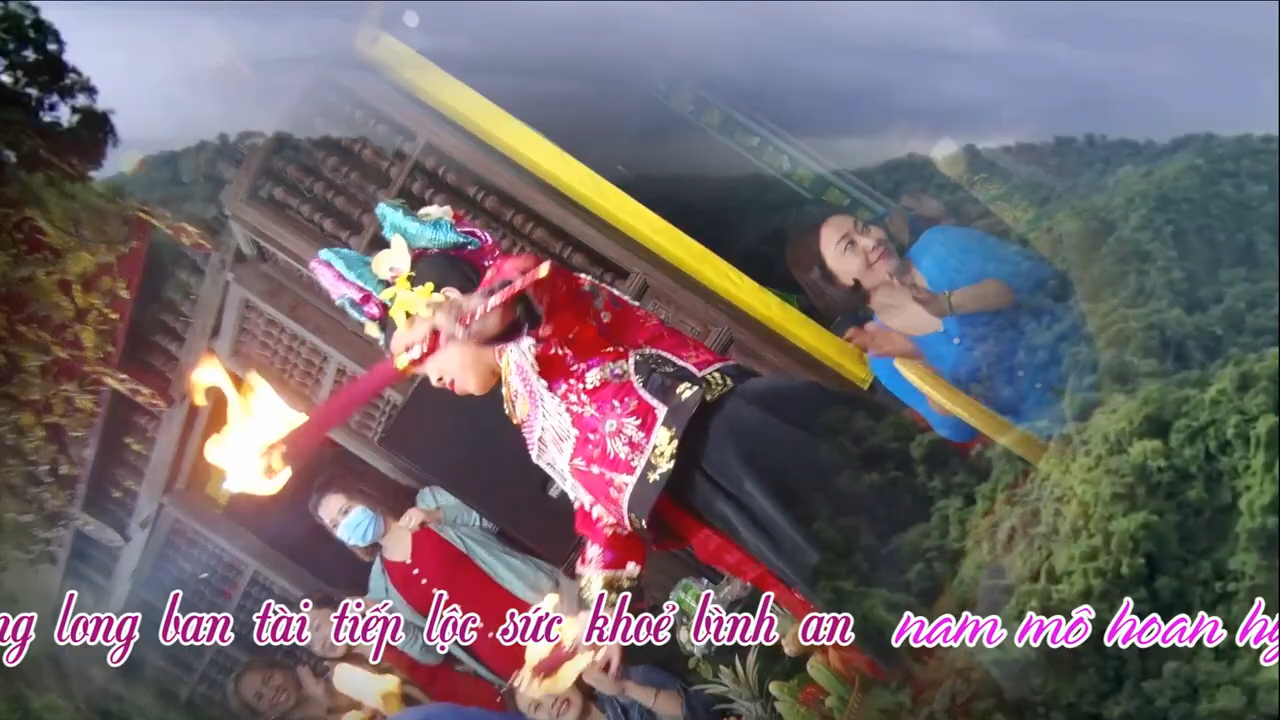 long ban tài tiếp lộc sức khoẻ bình an nam mô hoan